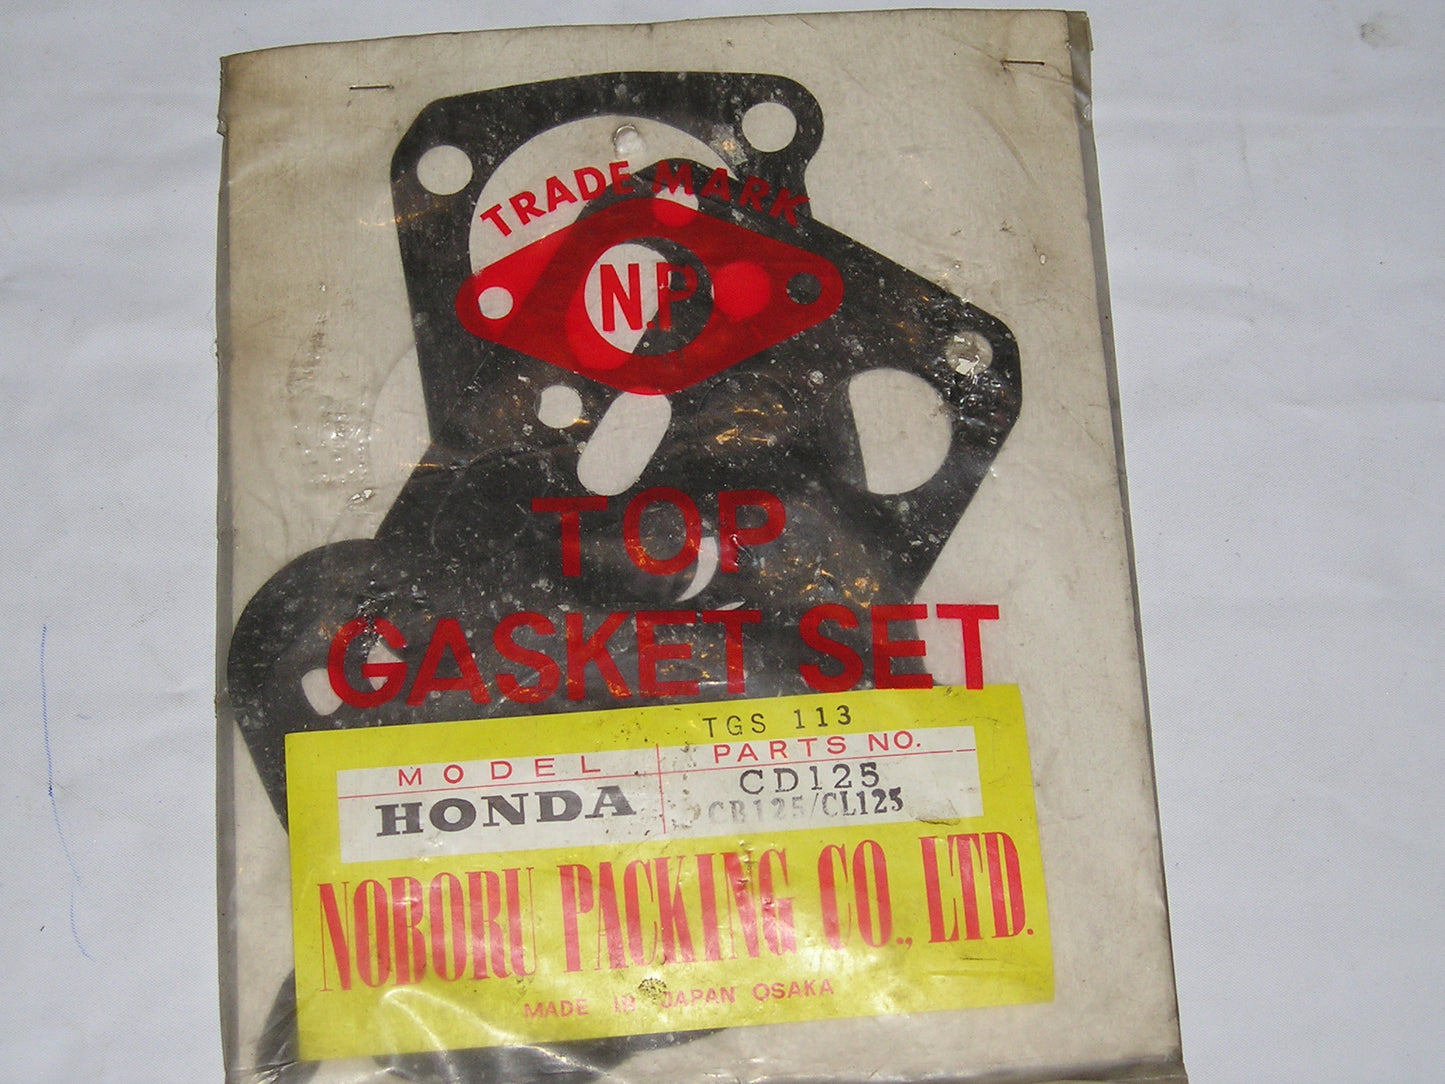 TRADE MARK
N.P
TOP
GASKET SET
TGS 113
MODEL PARTS NO.
HONDA CD125
CB125/CL125
NOBORU PACKING CO., LTD.
MADE IN JAPAN OSAKA